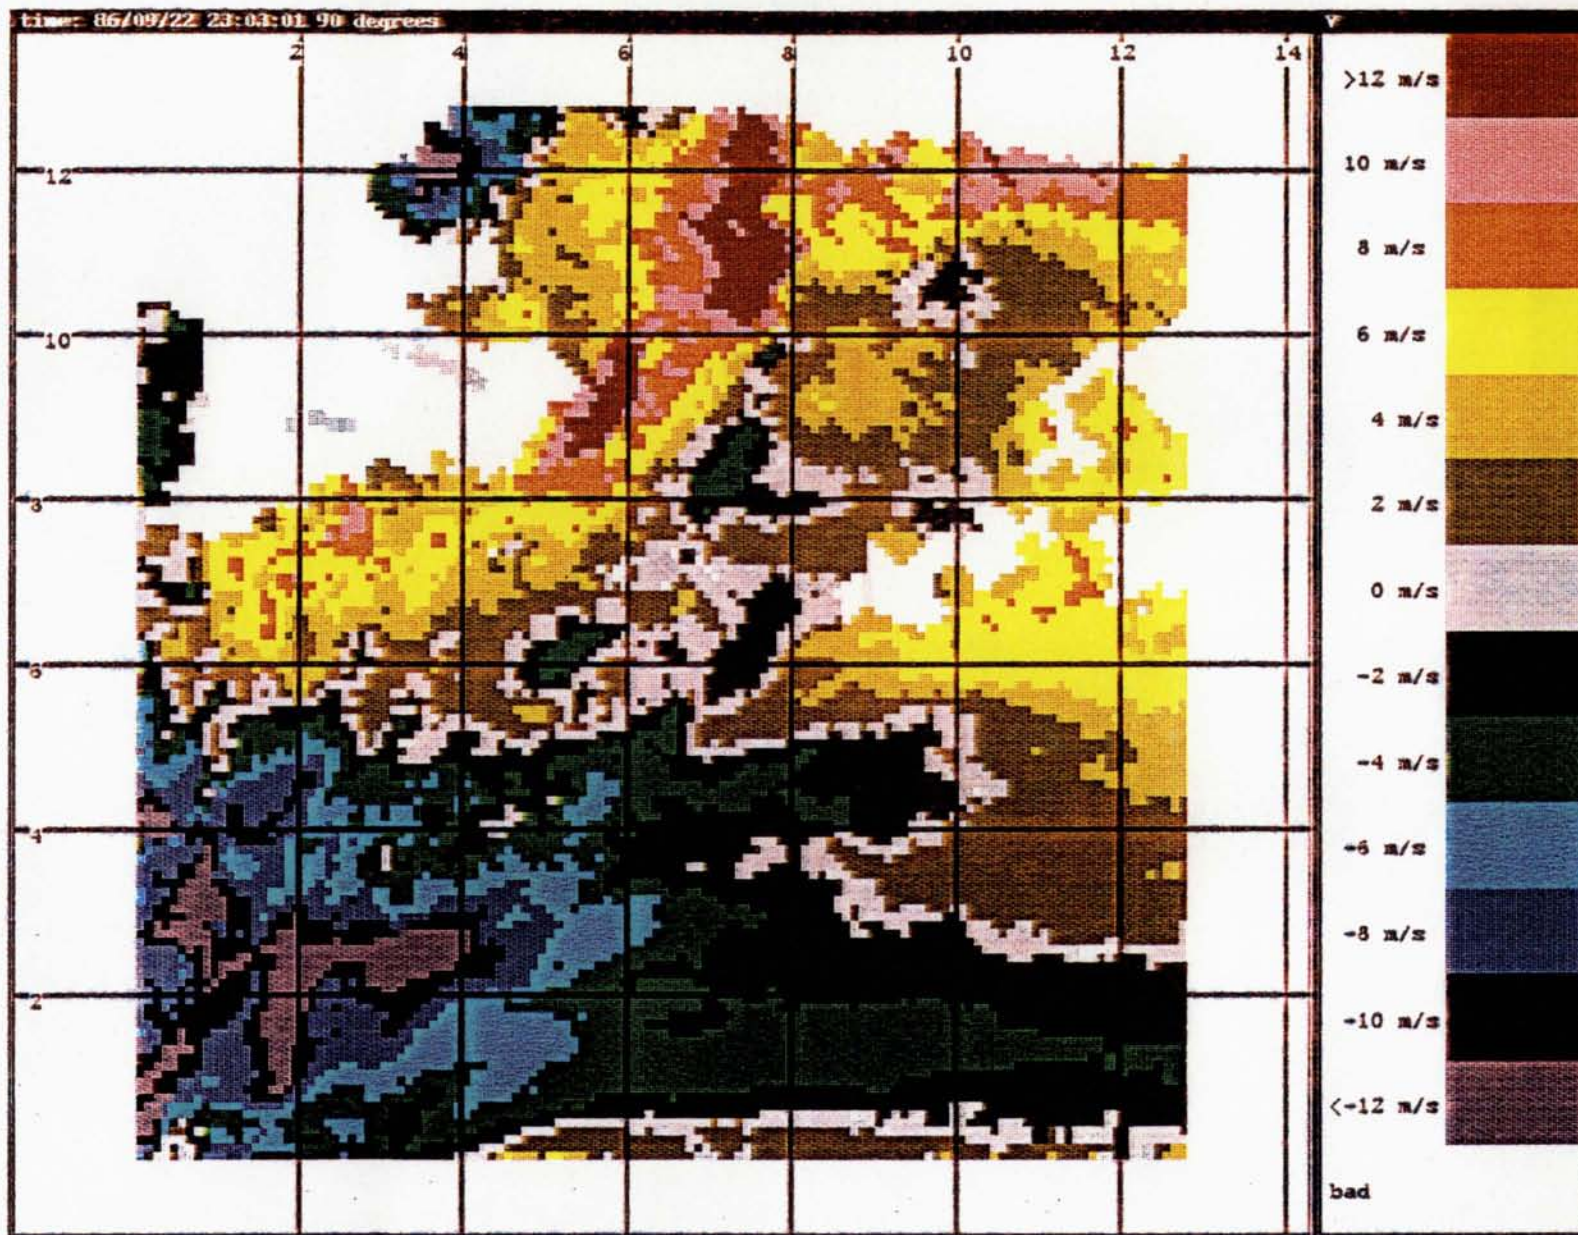 time: 86/09/22 23:03:01 90 degrees
V
2 4 6 8 10 12 14
12
10
8
6
4
2
>12 m/s
10 m/s
8 m/s
6 m/s
4 m/s
2 m/s
0 m/s
-2 m/s
-4 m/s
-6 m/s
-8 m/s
-10 m/s
<-12 m/s
bad